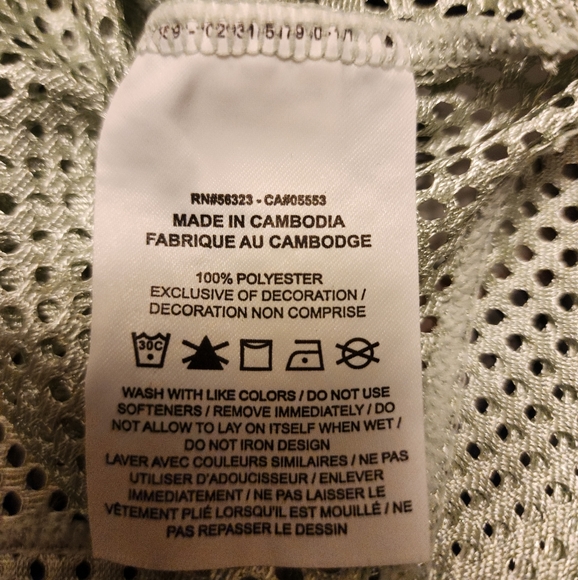 RN#56323 - CA#05553
MADE IN CAMBODIA
FABRIQUE AU CAMBODGE
100% POLYESTER
EXCLUSIVE OF DECORATION /
DECORATION NON COMPRISE
30C
WASH WITH LIKE COLORS / DO NOT USE
SOFTENERS / REMOVE IMMEDIATELY / DO
NOT ALLOW TO LAY ON ITSELF WHEN WET /
DO NOT IRON DESIGN
LAVER AVEC COULEURS SIMILAIRES / NE PAS
UTILISER D'ADOUCISSEUR / ENLEVER
IMMÉDIATEMENT / NE PAS LAISSER LE
VÊTEMENT PLIÉ LORSQU'IL EST MOUILLÉ / NE
PAS REPASSER LE DESSIN